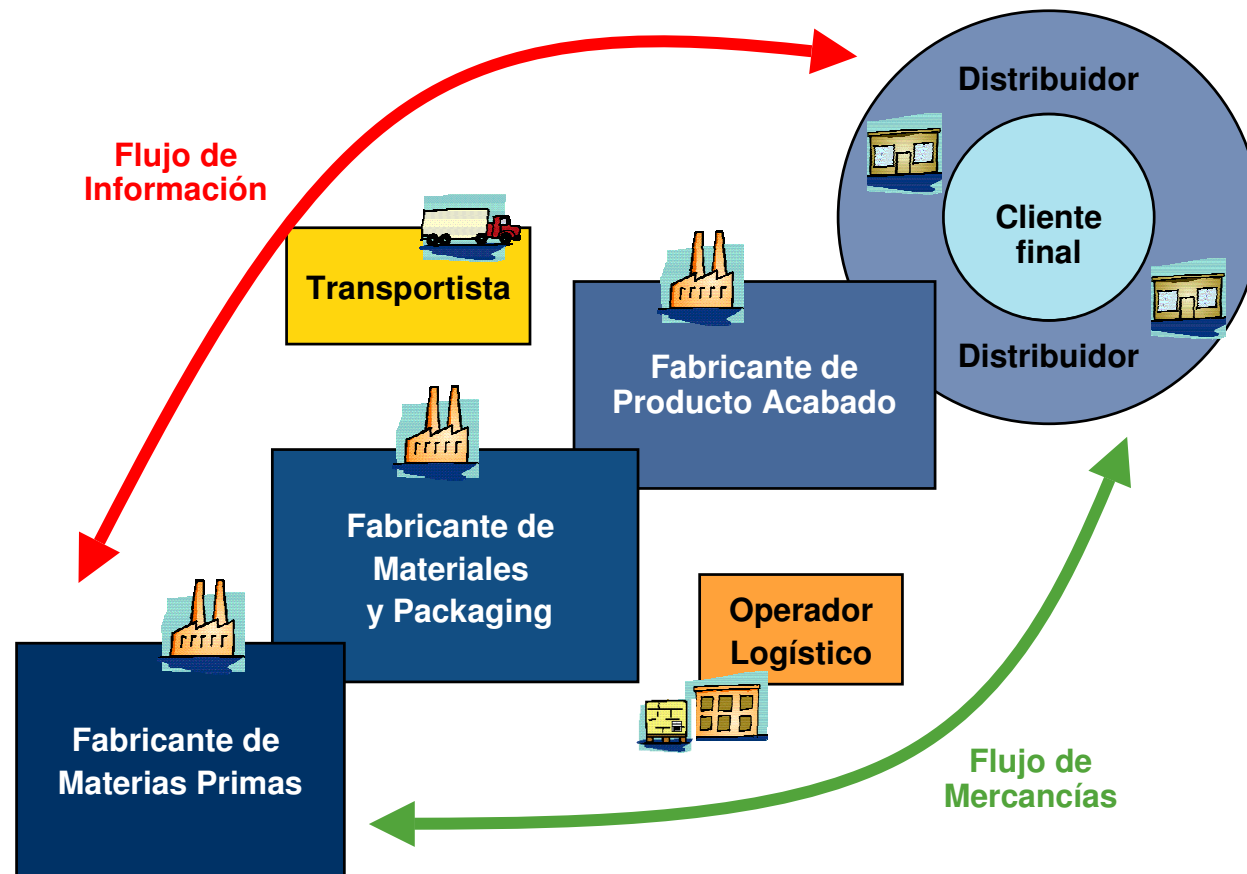 Distribuidor
Flujo de
Información
Cliente
final
Transportista
Distribuidor
Fabricante de
Producto Acabado
Fabricante de
Materiales
y Packaging
Operador
Logístico
Fabricante de
Materias Primas
Flujo de
Mercancías